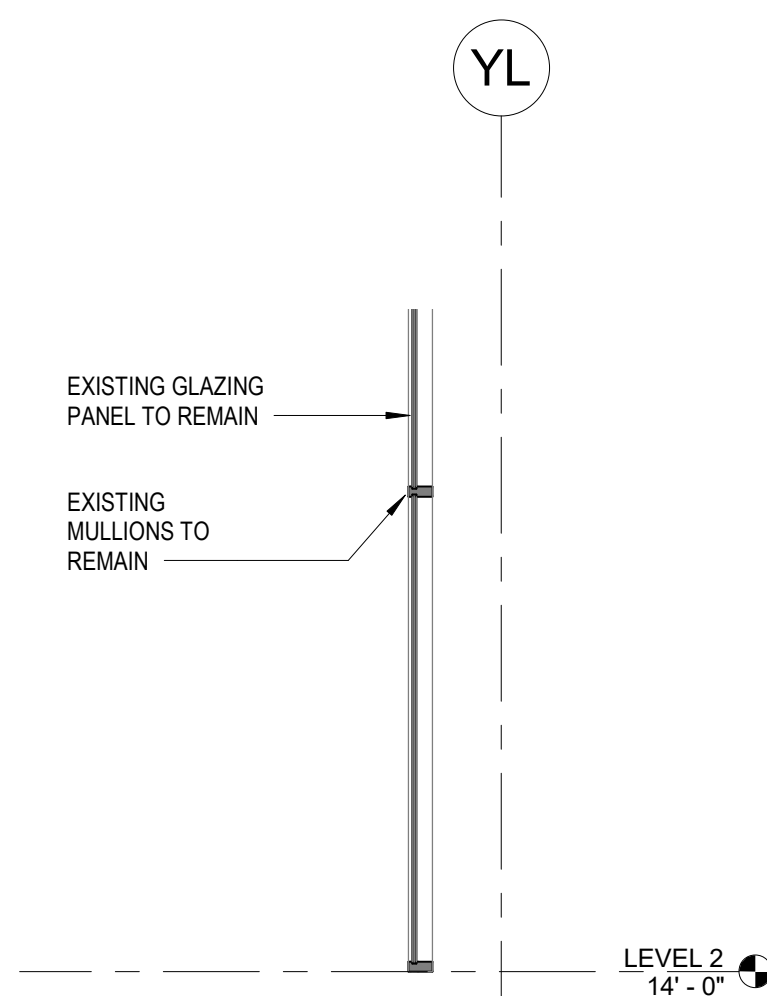 YL
EXISTING GLAZING
PANEL TO REMAIN
EXISTING
MULLIONS TO
REMAIN
LEVEL 2
14' - 0"